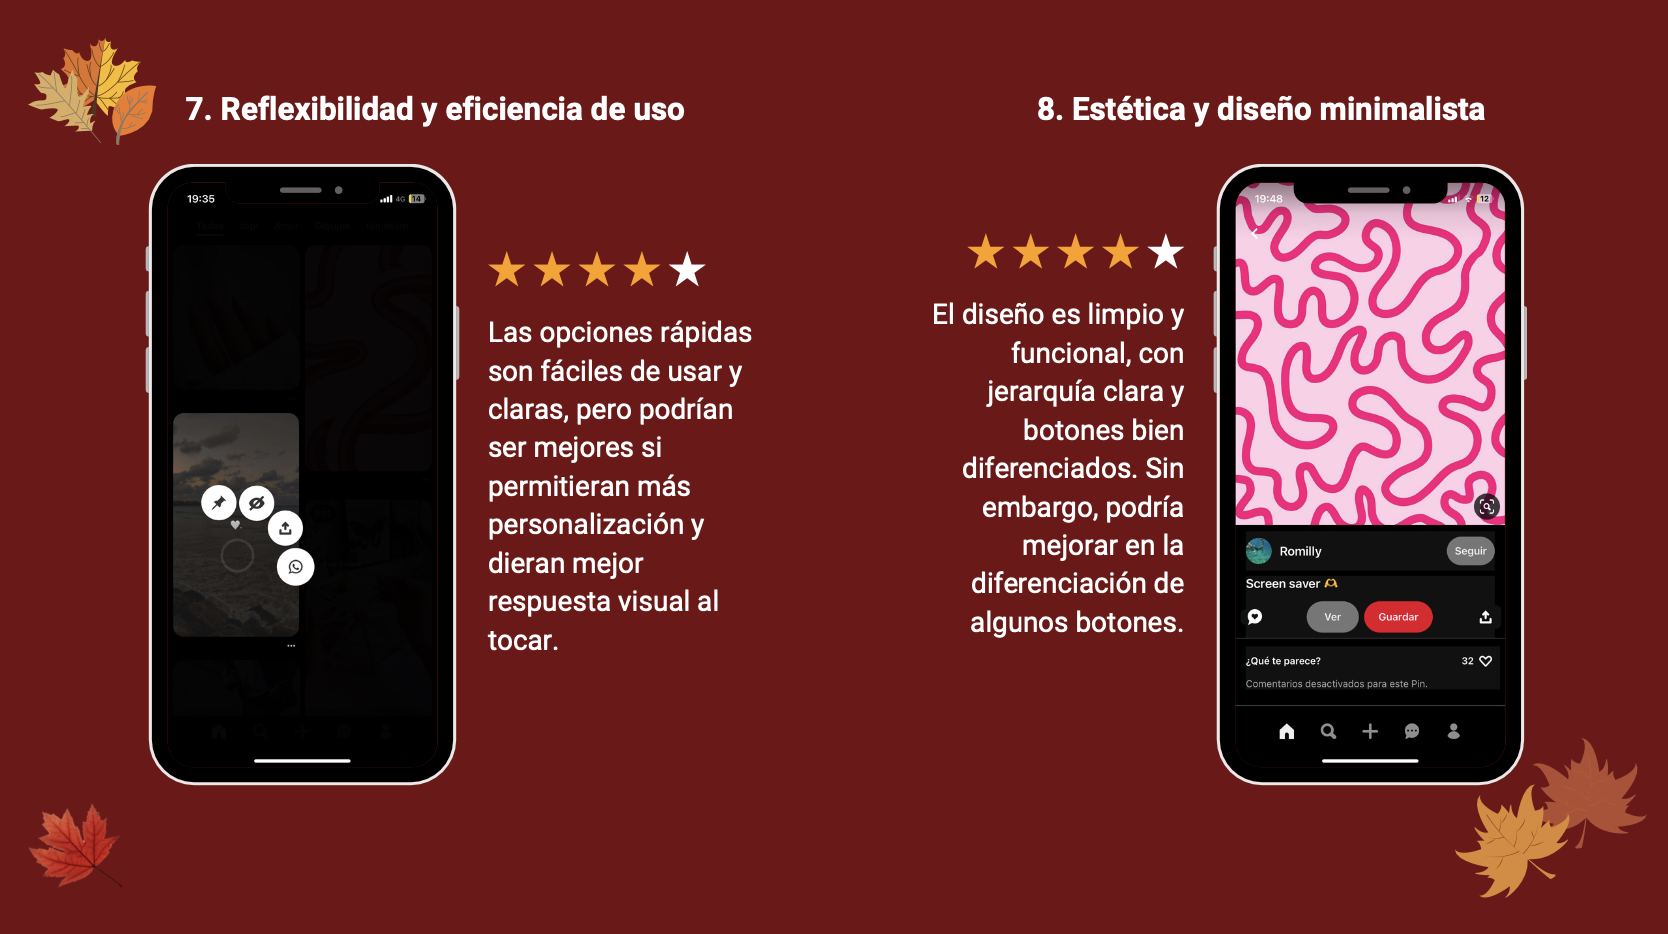 7. Reflexibilidad y eficiencia de uso
19:35
4G
14
Todos
Las opciones rápidas
son fáciles de usar y
claras, pero podrían
ser mejores si
permitieran más
personalización y
dieran mejor
respuesta visual al
tocar.
8. Estética y diseño minimalista
El diseño es limpio y
funcional, con
jerarquía clara y
botones bien
diferenciados. Sin
embargo, podría
mejorar en la
diferenciación de
algunos botones.
19:48
12
Romilly
Seguir
Screen saver
Ver
Guardar
¿Qué te parece?
32
Comentarios desactivados para este Pin.